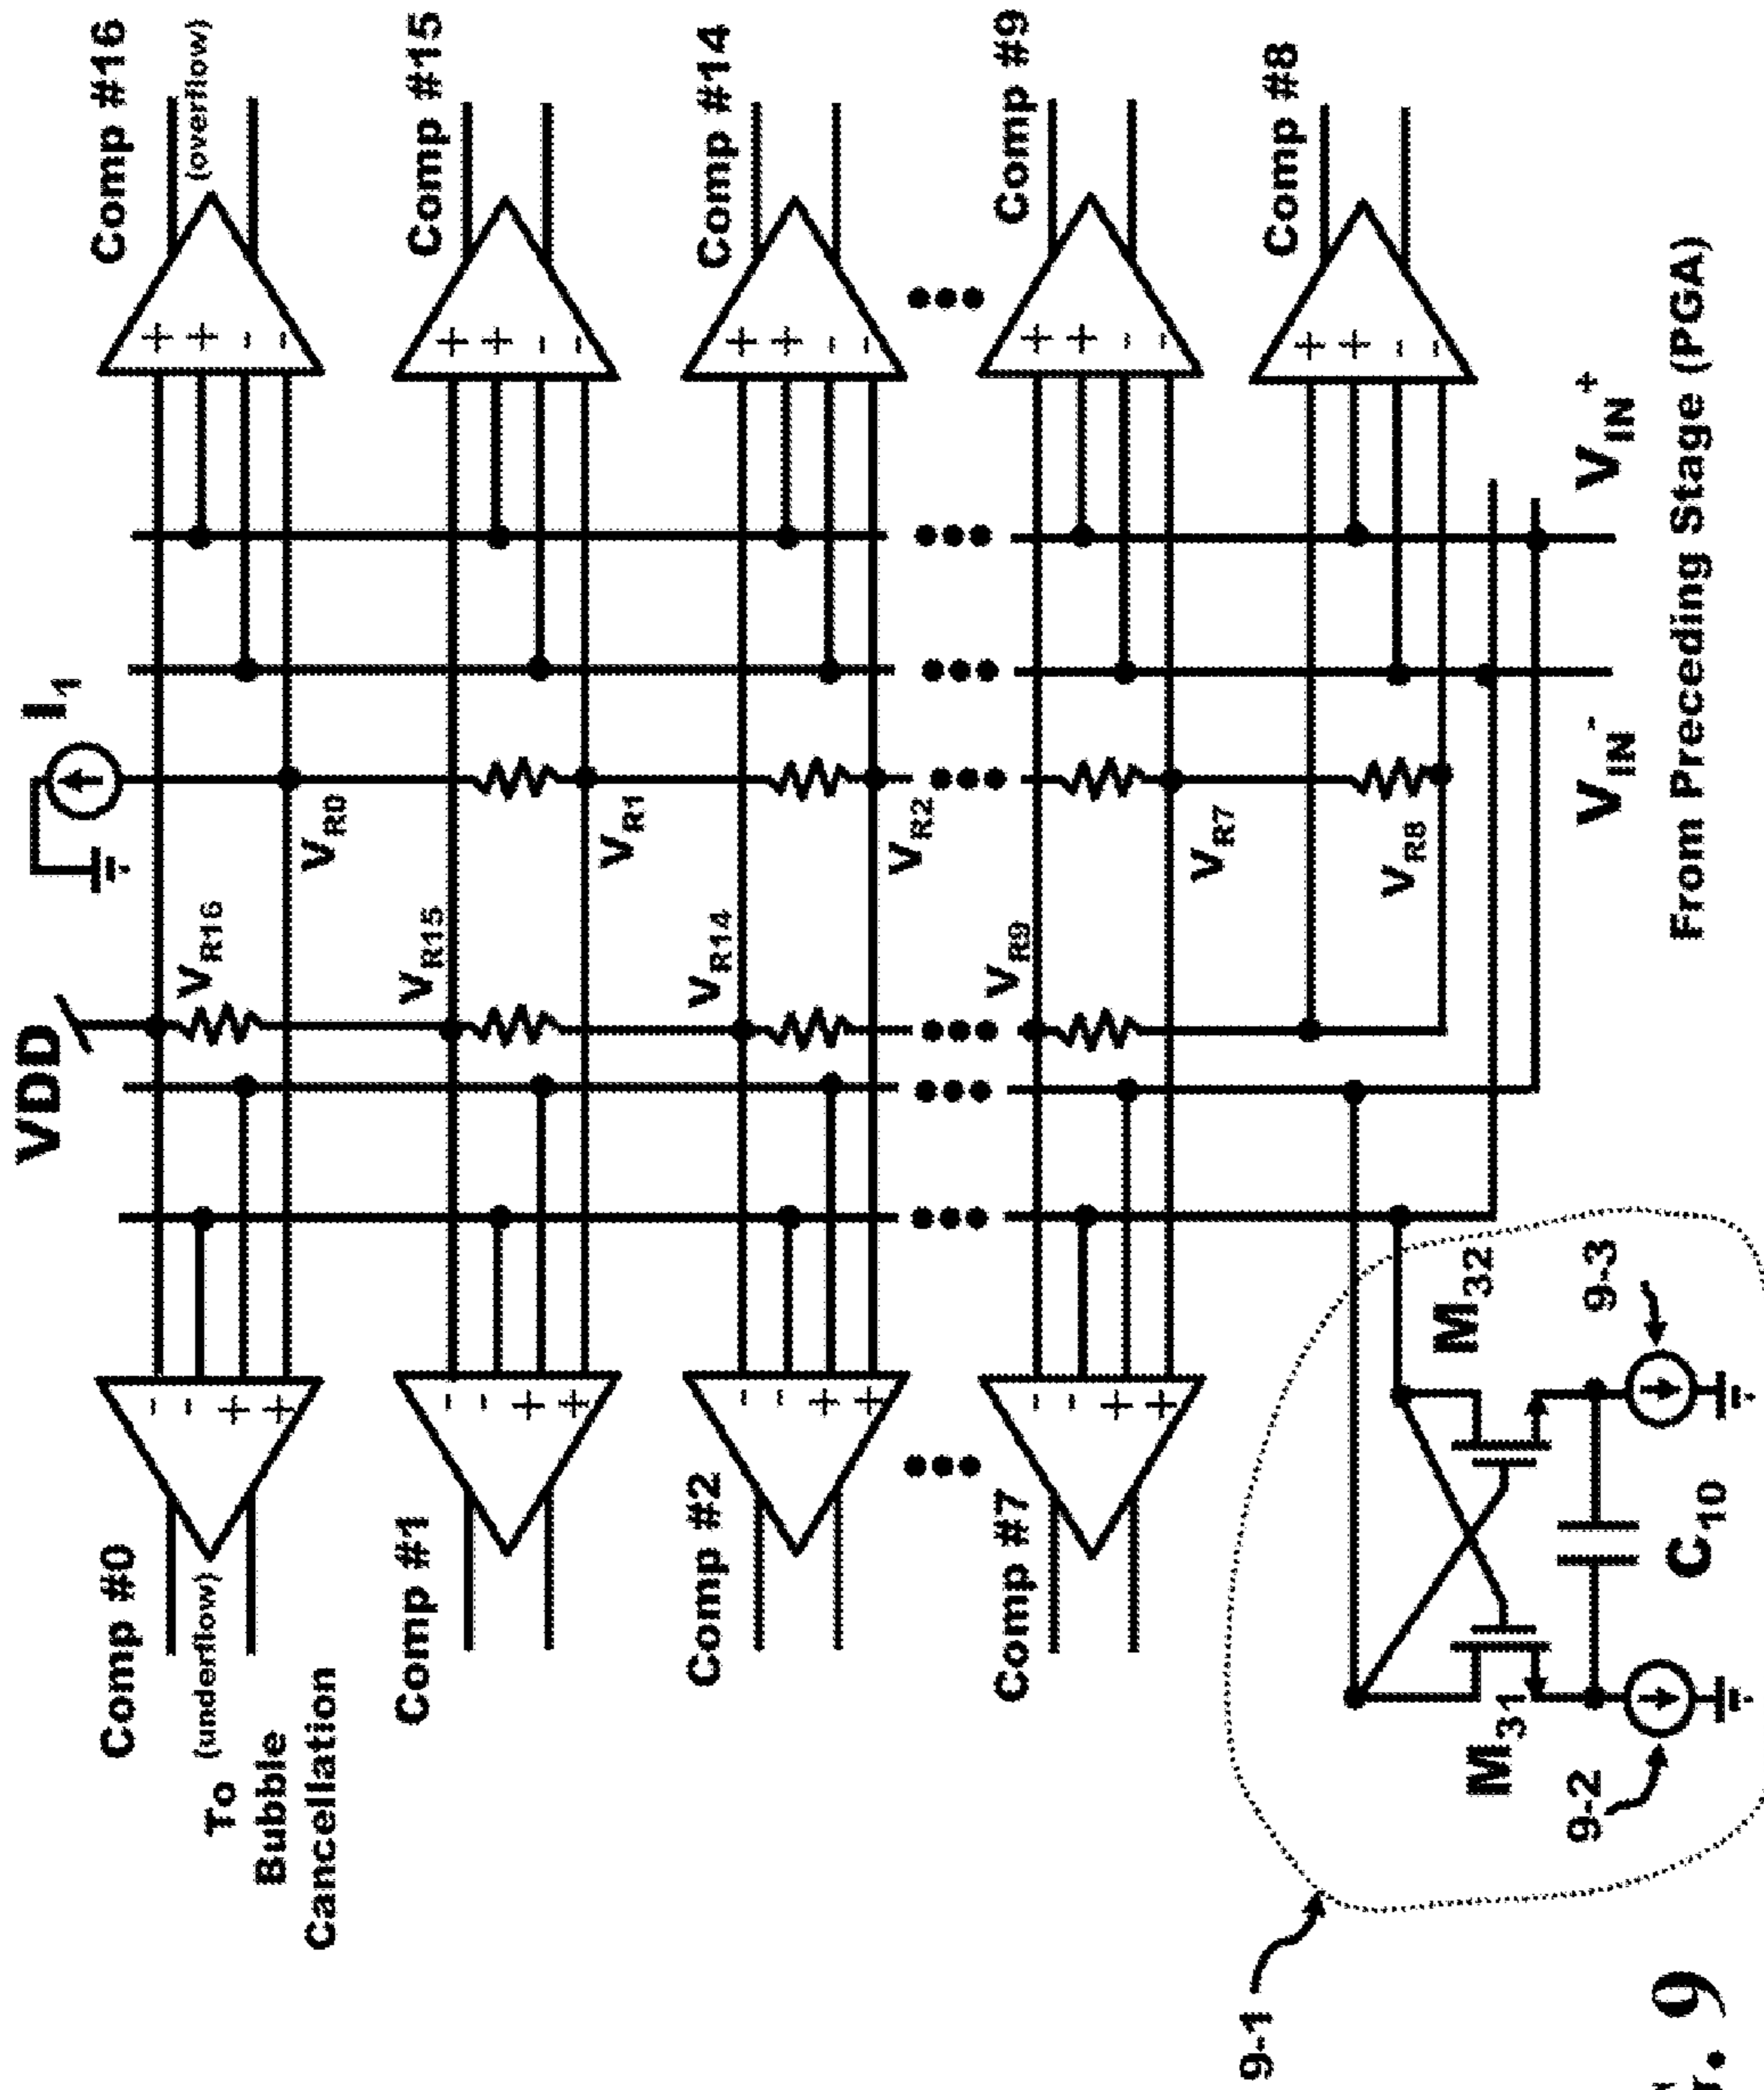 Comp #0
(underflow)
To
Bubble
Cancellation
Comp #1
Comp #2
Comp #7
VDD
I1
Comp #16
(overflow)
Comp #15
Comp #14
Comp #9
Comp #8
VR16
VR0
VR15
VR1
VR14
VR2
VR9
VR7
VR8
- - + +
- - + +
- - + +
- - + +
+ + - -
+ + - -
+ + - -
+ + - -
+ + - -
VIN-
VIN+
From Preceding Stage (PGA)
9-1
M31
M32
9-2
9-3
C10
9